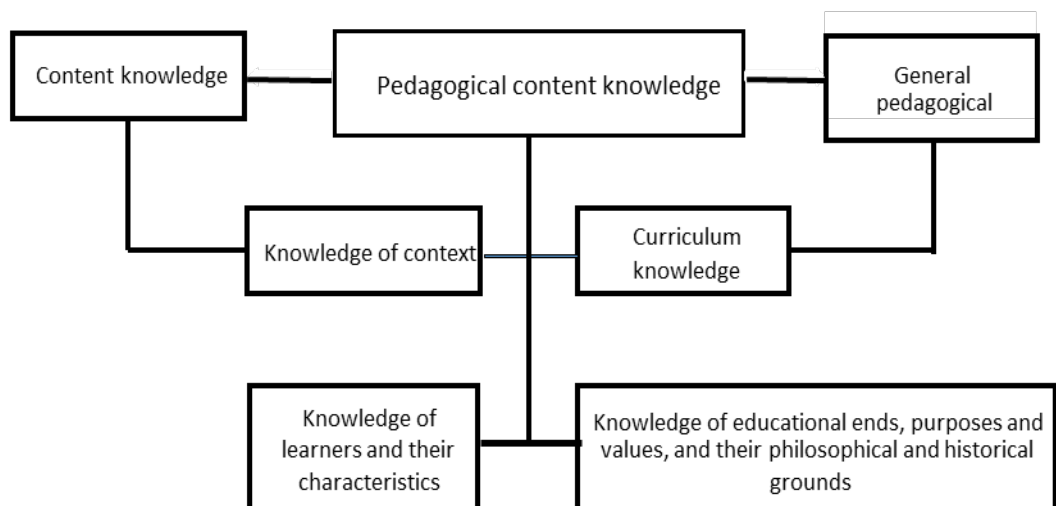 Content knowledge
Pedagogical content knowledge
General
pedagogical
Knowledge of context
Curriculum
knowledge
Knowledge of
learners and their
characteristics
Knowledge of educational ends, purposes and
values, and their philosophical and historical
grounds